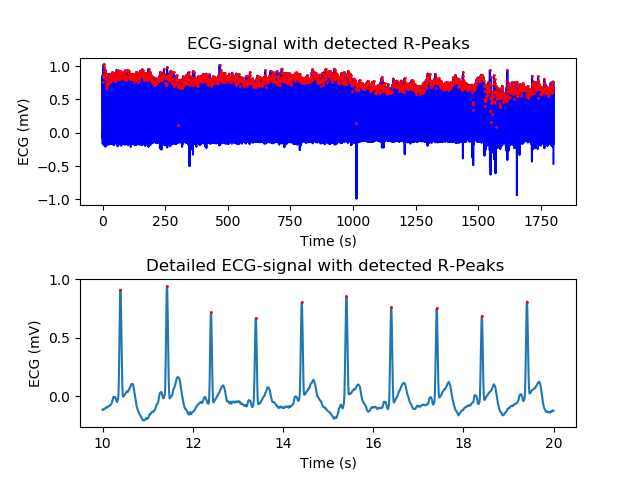 ECG-signal with detected R-Peaks
1.0
0.5
0.0
−0.5
−1.0
ECG (mV)
0 250 500 750 1000 1250 1500 1750
Time (s)
Detailed ECG-signal with detected R-Peaks
1.0
0.5
0.0
ECG (mV)
10 12 14 16 18 20
Time (s)